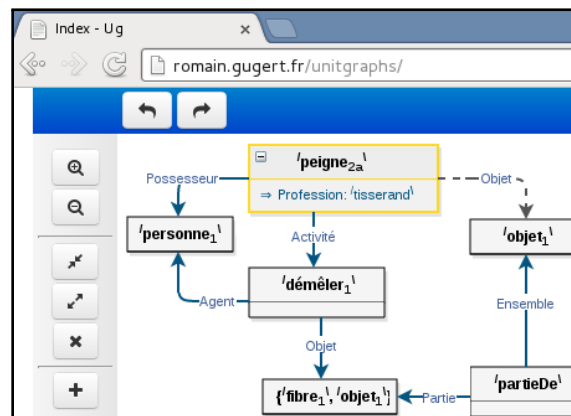 Index - Ug
romain.gugert.fr/unitgraphs/
/peigne2a\
⇒ Profession: /tisserand\
Possesseur
Objet
/personne1\
Activité
/objet1\
/démêler1\
Agent
Ensemble
Objet
/partieDe\
{/fibre1\, /objet1\}
Partie